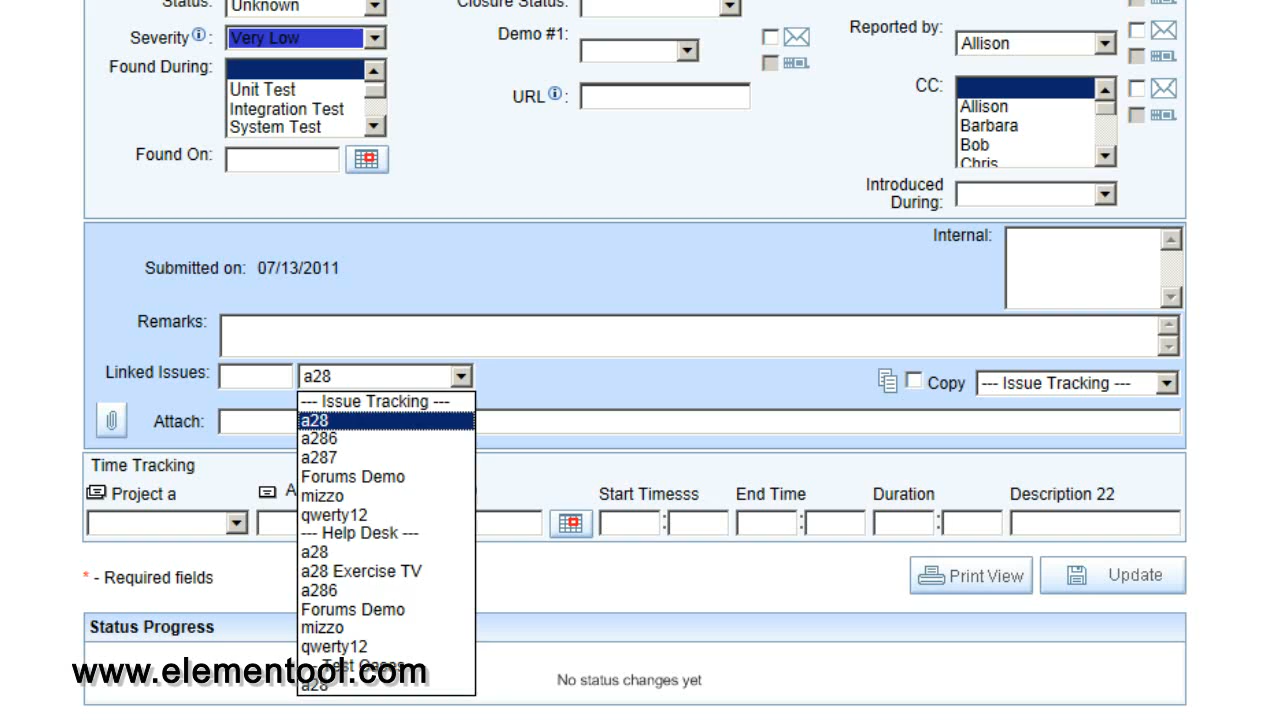 Status: Unknown
Closure Status:
Severity : Very Low
Demo #1:
Reported by: Allison
Found During:
Unit Test
Integration Test
System Test
URL :
CC:
Allison
Barbara
Bob
Chris
Found On:
Introduced
During:
Internal:
Submitted on: 07/13/2011
Remarks:
Linked Issues: a28
Copy --- Issue Tracking ---
--- Issue Tracking ---
a28
a286
a287
Forums Demo
mizzo
qwerty12
--- Help Desk ---
a28
a28 Exercise TV
a286
Forums Demo
mizzo
qwerty12
--- Test Cases
a28
Attach:
Time Tracking
Project a
A
Start Timesss
End Time
Duration
Description 22
* - Required fields
Print View
Update
Status Progress
No status changes yet
www.elementool.com